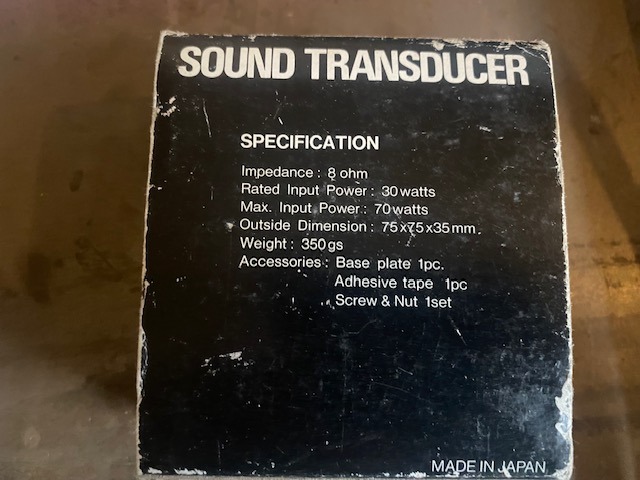 SOUND TRANSDUCER
SPECIFICATION
Impedance : 8 ohm
Rated Input Power : 30 watts
Max. Input Power : 70 watts
Outside Dimension : 75x75x35mm.
Weight : 350gs
Accessories : Base plate 1pc.
Adhesive tape 1pc
Screw & Nut 1set
MADE IN JAPAN